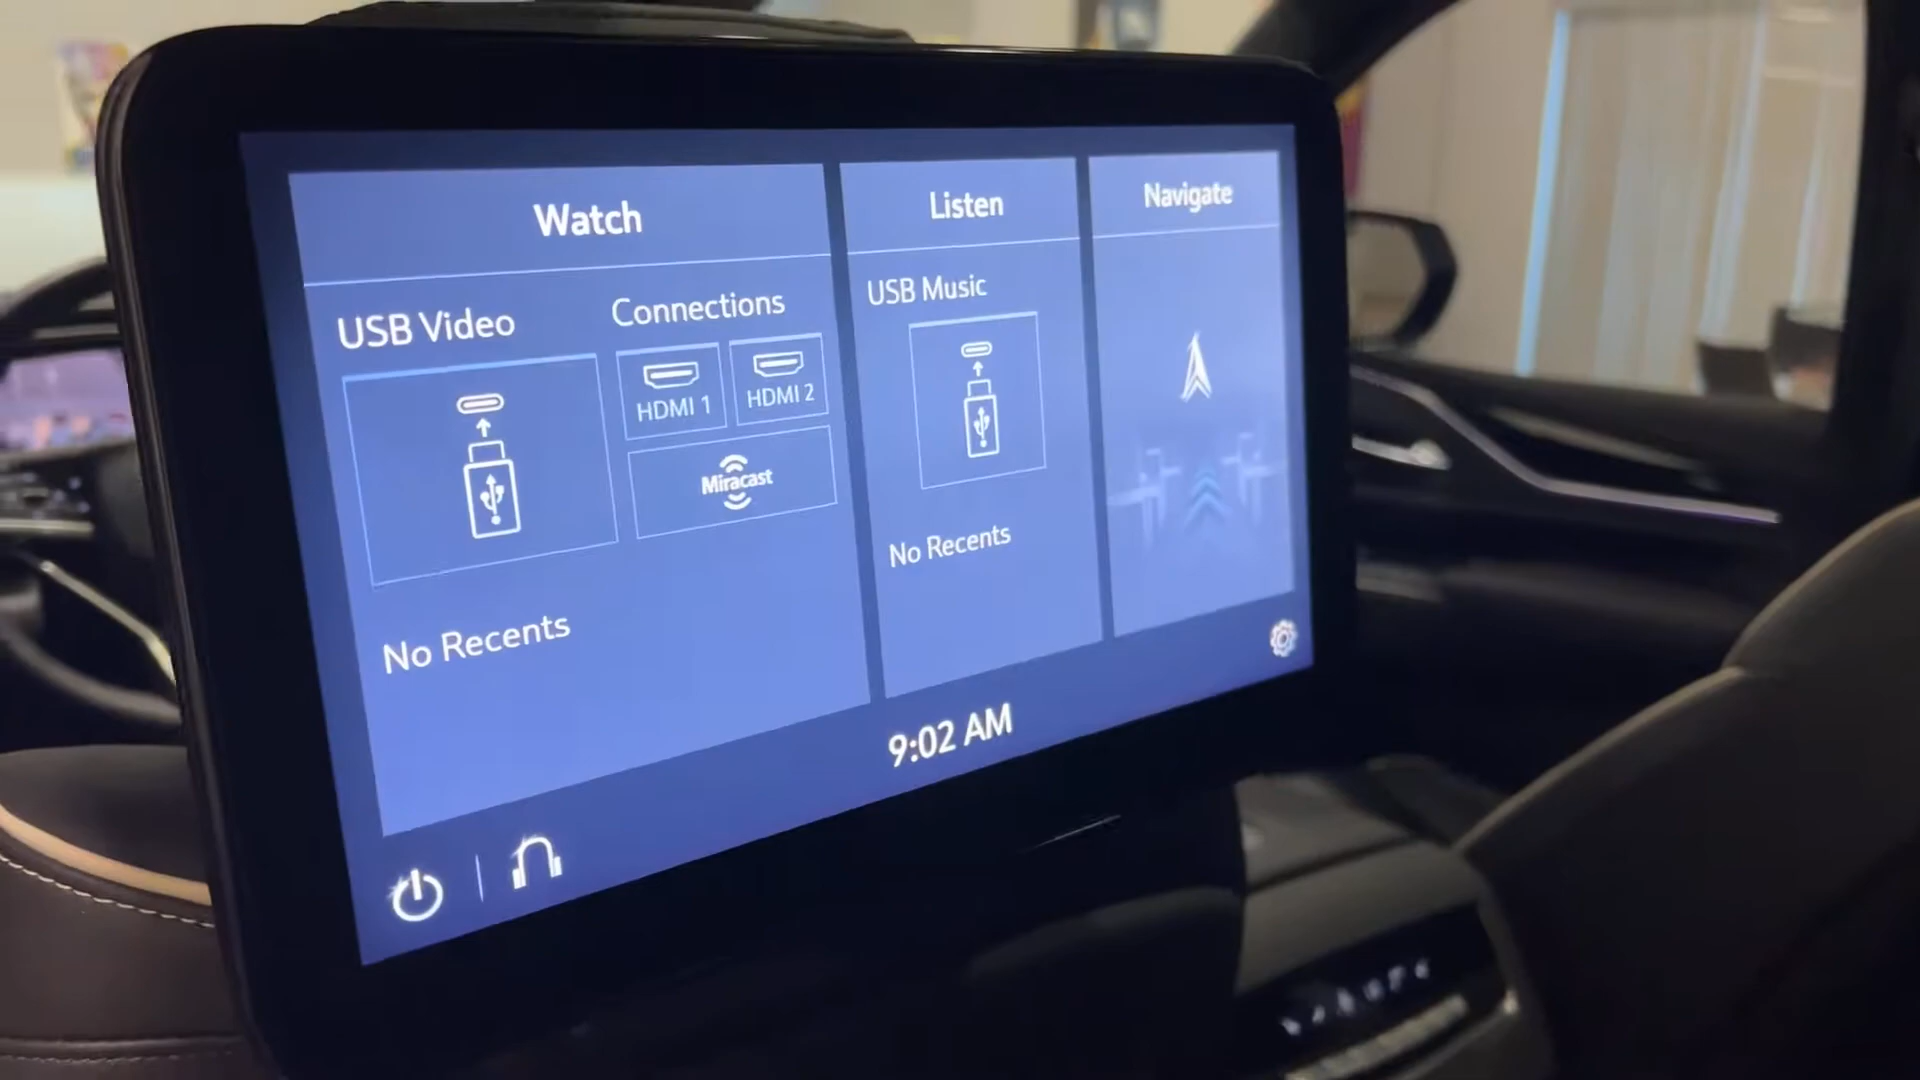 Watch
USB Video
Connections
HDMI 1
HDMI 2
Miracast
No Recents
Listen
USB Music
No Recents
Navigate
9:02 AM